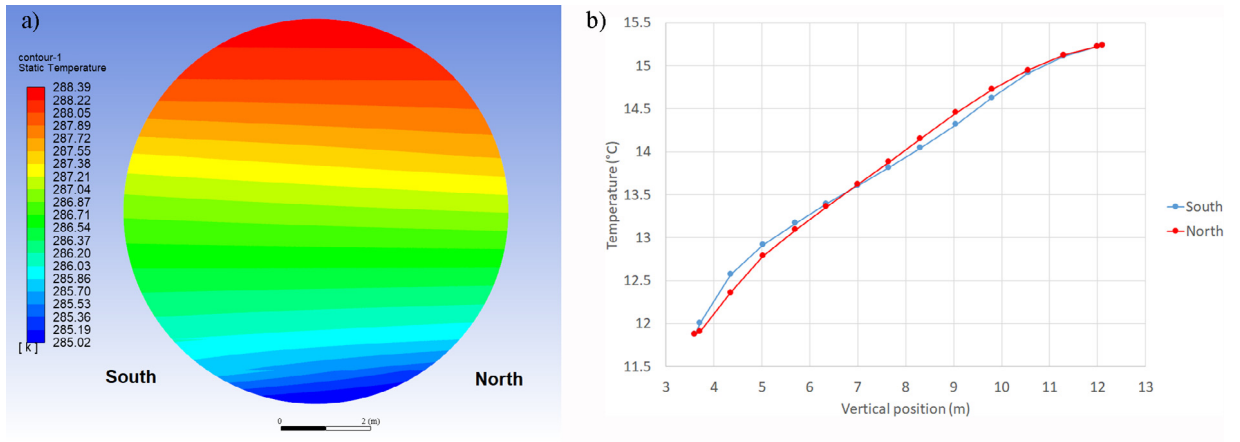 a)
contour-1
Static Temperature
288.39
288.22
288.05
287.89
287.72
287.55
287.38
287.21
287.04
286.87
286.71
286.54
286.37
286.20
286.03
285.86
285.70
285.53
285.36
285.19
285.02
[ k ]
South
North
0 2 (m)
b)
15.5
15
14.5
14
13.5
13
12.5
12
11.5
Temperature (°C)
3 4 5 6 7 8 9 10 11 12 13
Vertical position (m)
South
North